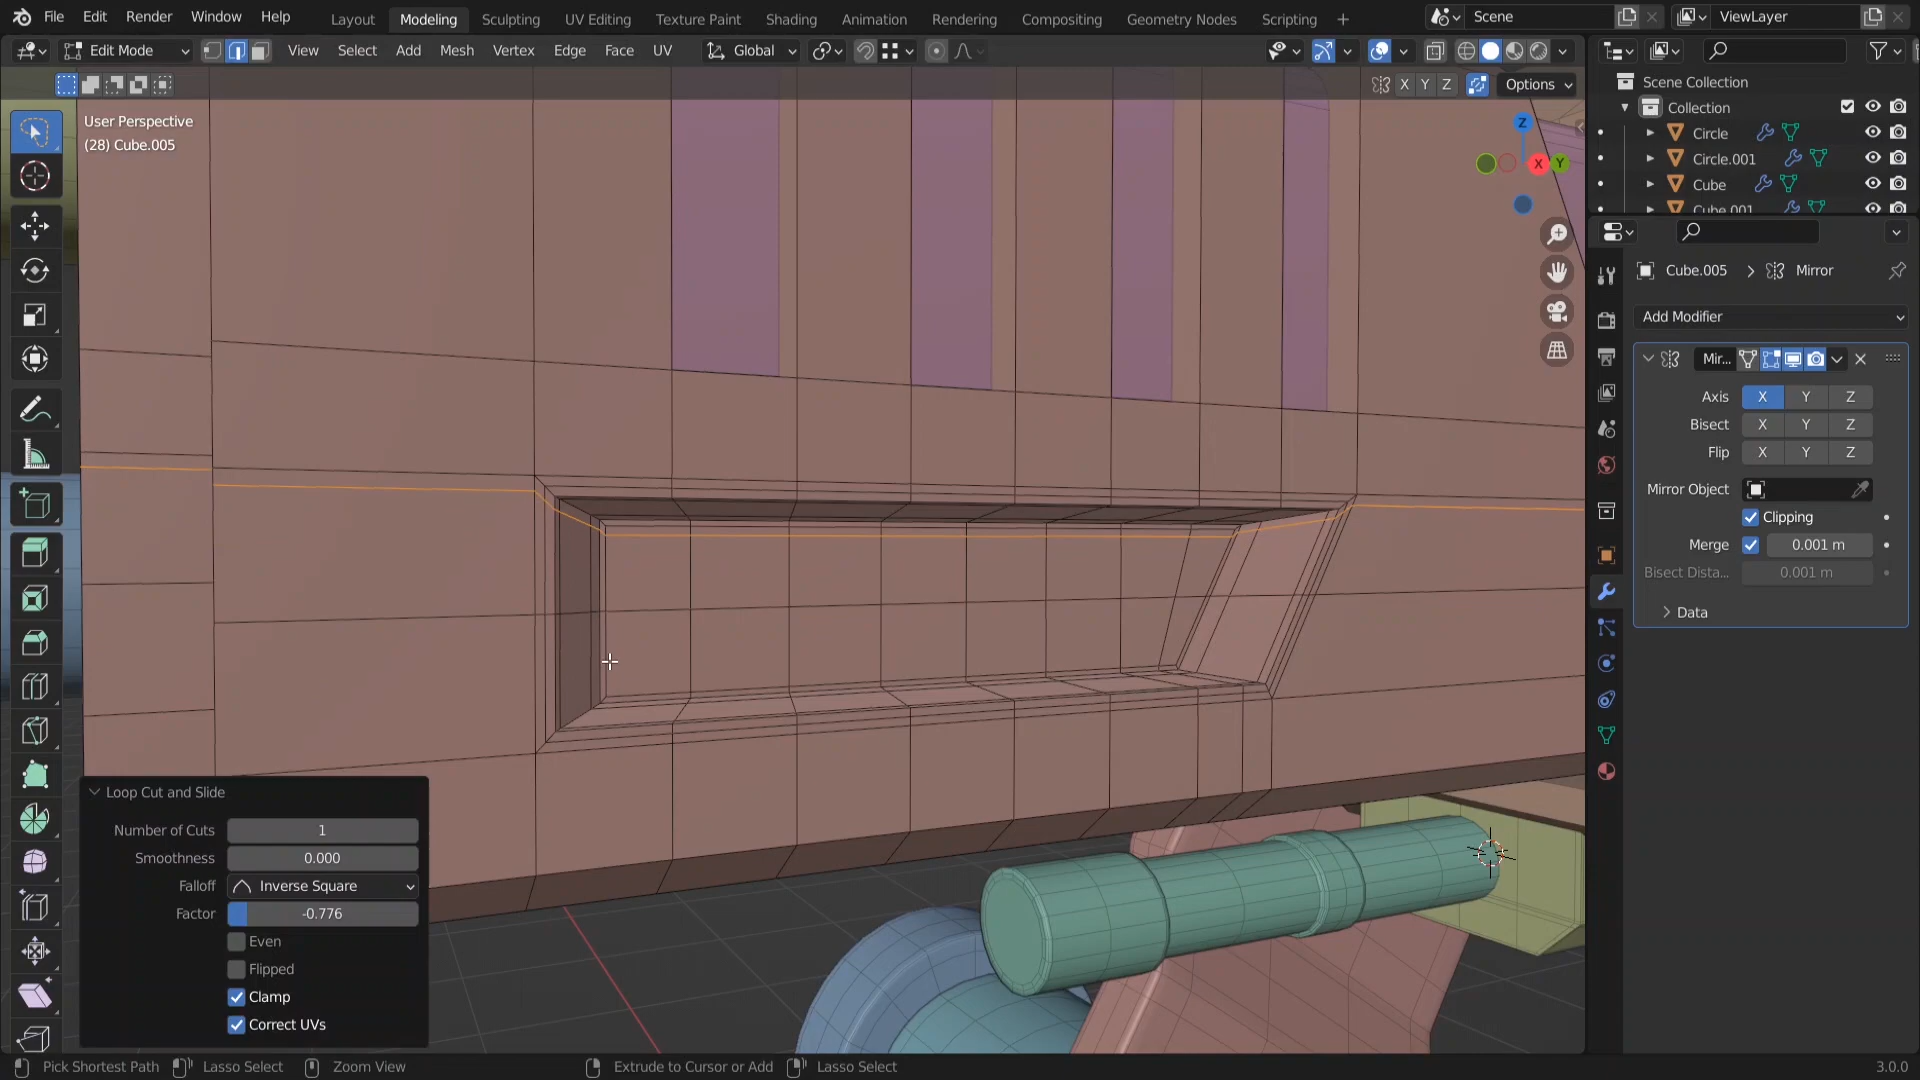 File Edit Render Window Help Layout Modeling Sculpting UV Editing Texture Paint Shading Animation Rendering Compositing Geometry Nodes Scripting + Scene ViewLayer
Edit Mode View Select Add Mesh Vertex Edge Face UV Global
X Y Z Options
User Perspective
(28) Cube.005
Z
X Y
Scene Collection
Collection
Circle
Circle.001
Cube
Cube.001
Cube.005 > Mirror
Add Modifier
Mir...
Axis X Y Z
Bisect X Y Z
Flip X Y Z
Mirror Object
Clipping
Merge 0.001 m
Bisect Dista... 0.001 m
Data
Loop Cut and Slide
Number of Cuts 1
Smoothness 0.000
Falloff Inverse Square
Factor -0.776
Even
Flipped
Clamp
Correct UVs
Pick Shortest Path Lasso Select Zoom View Extrude to Cursor or Add Lasso Select 3.0.0